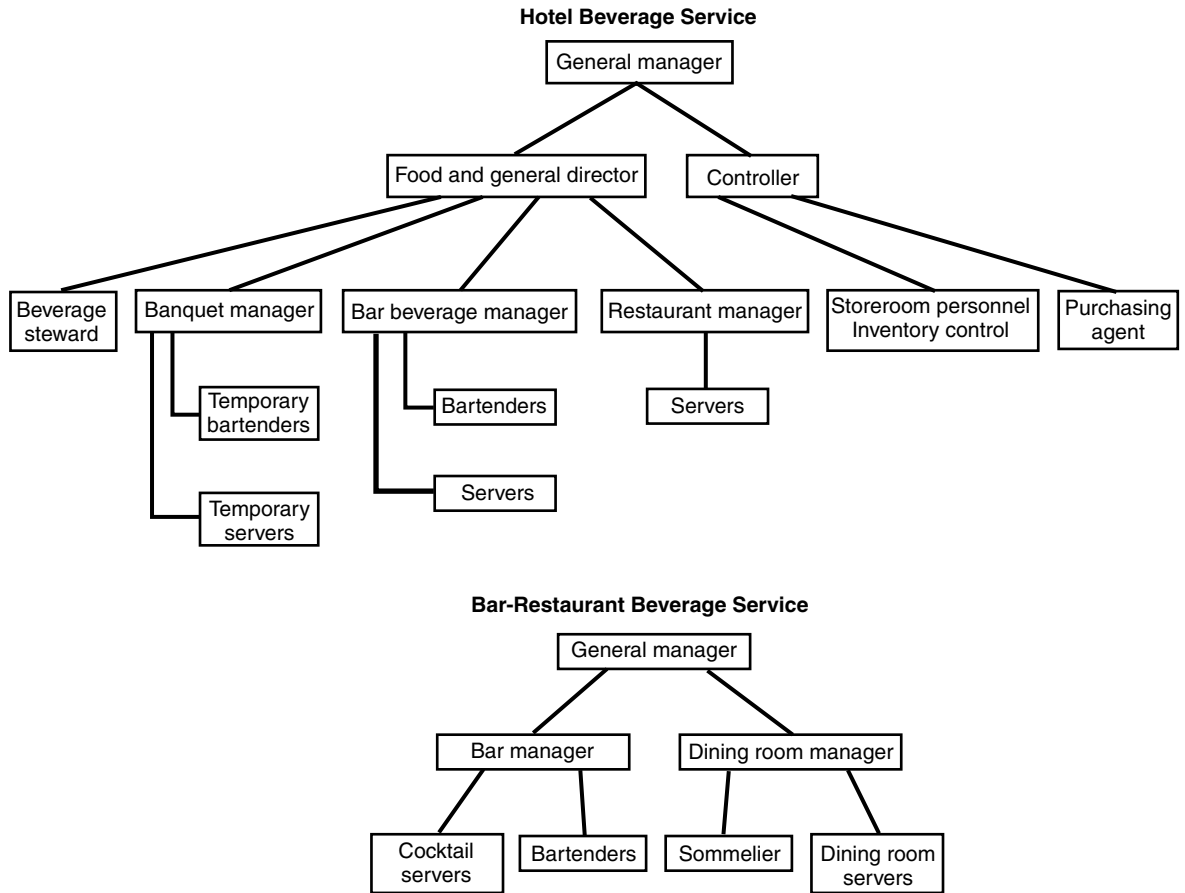 Hotel Beverage Service
General manager
Food and general director
Controller
Beverage
steward
Banquet manager
Bar beverage manager
Restaurant manager
Storeroom personnel
Inventory control
Purchasing
agent
Temporary
bartenders
Bartenders
Servers
Temporary
servers
Servers
Bar-Restaurant Beverage Service
General manager
Bar manager
Dining room manager
Cocktail
servers
Bartenders
Sommelier
Dining room
servers